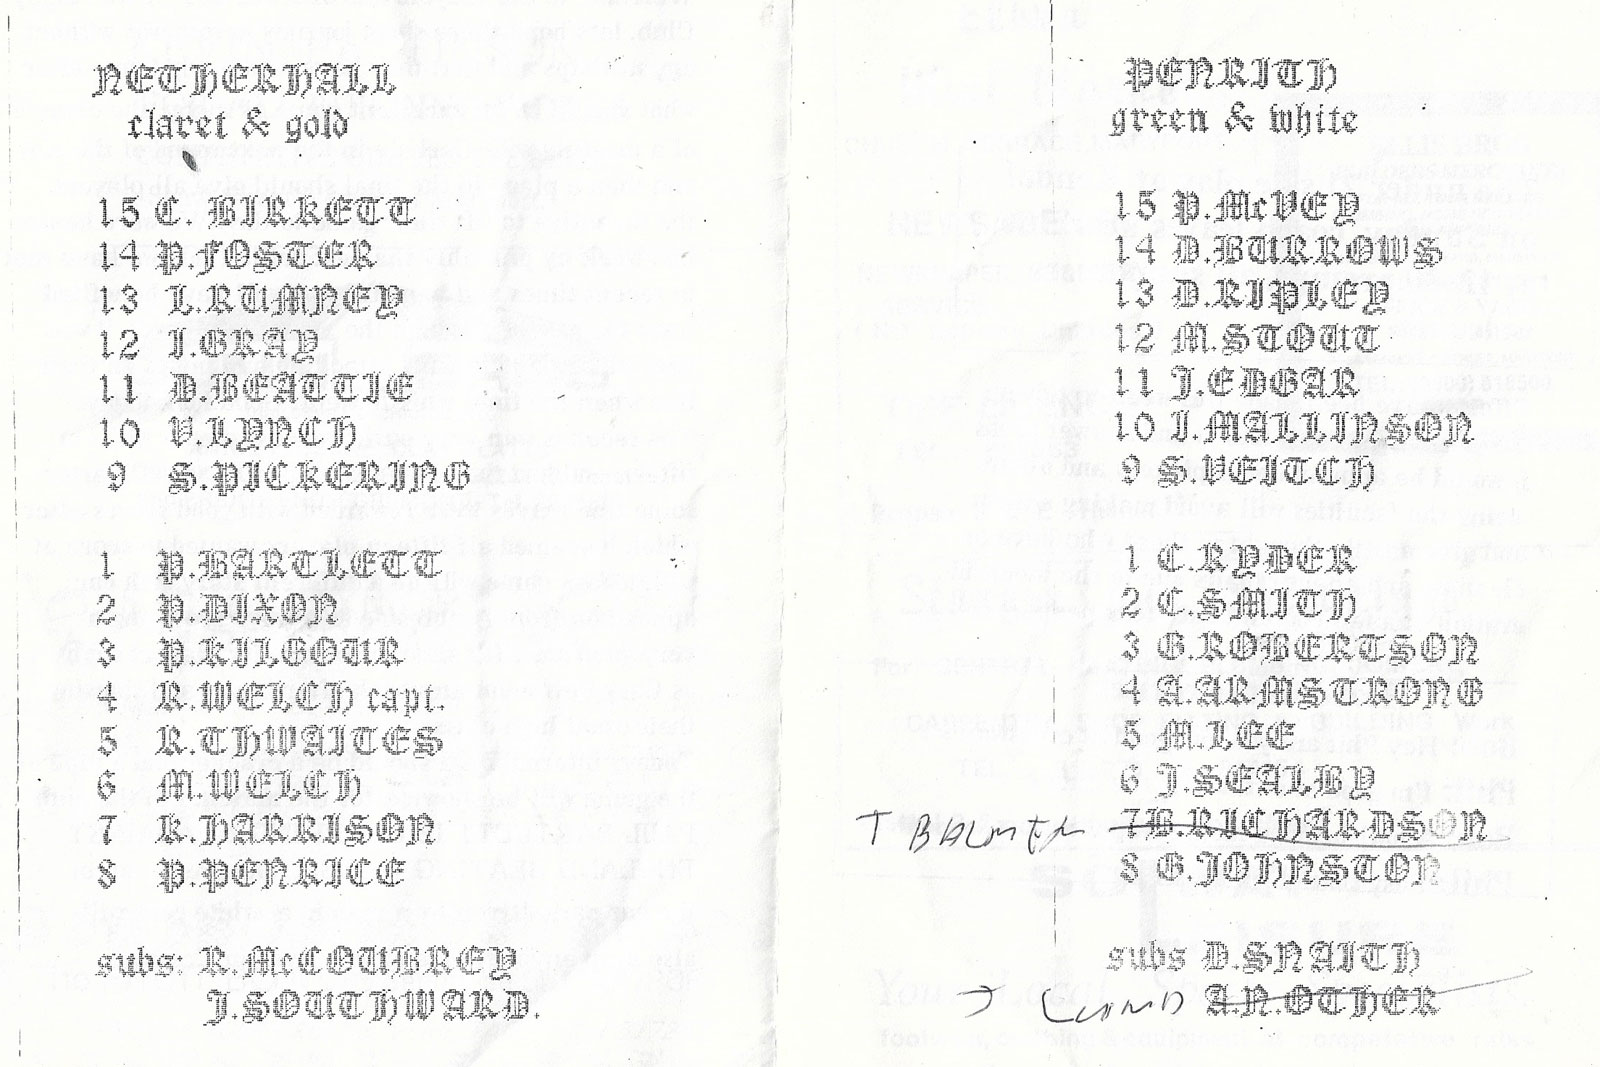 NETHERHALL
claret & gold
15 C. BIRKETT
14 P.FOSTER
13 L.RUMNEY
12 I.GRAY
11 D.BEATTIE
10 V.LYNCH
9 S.PICKERING
1 P.BARTLETT
2 P.DIXON
3 P.KILGOUR
4 R.WELCH capt.
5 R.THWAITES
6 M.WELCH
7 K.HARRISON
8 P.PENRICE
subs: R.McCOUBREY
J.SOUTHWARD.
PENRITH
green & white
15 P.McVEY
14 D.BURROWS
13 D.RIPLEY
12 M.STOUT
11 J.EDGAR
10 I.MALLINSON
9 S.VEITCH
1 C.RYDER
2 C.SMITH
3 G.ROBERTSON
4 A.ARMSTRONG
5 M.LEE
6 J.SEALBY
T BALMER 7 B.RICHARDSON
8 G.JOHNSTON
subs D.SNAITH
A.N.OTHER